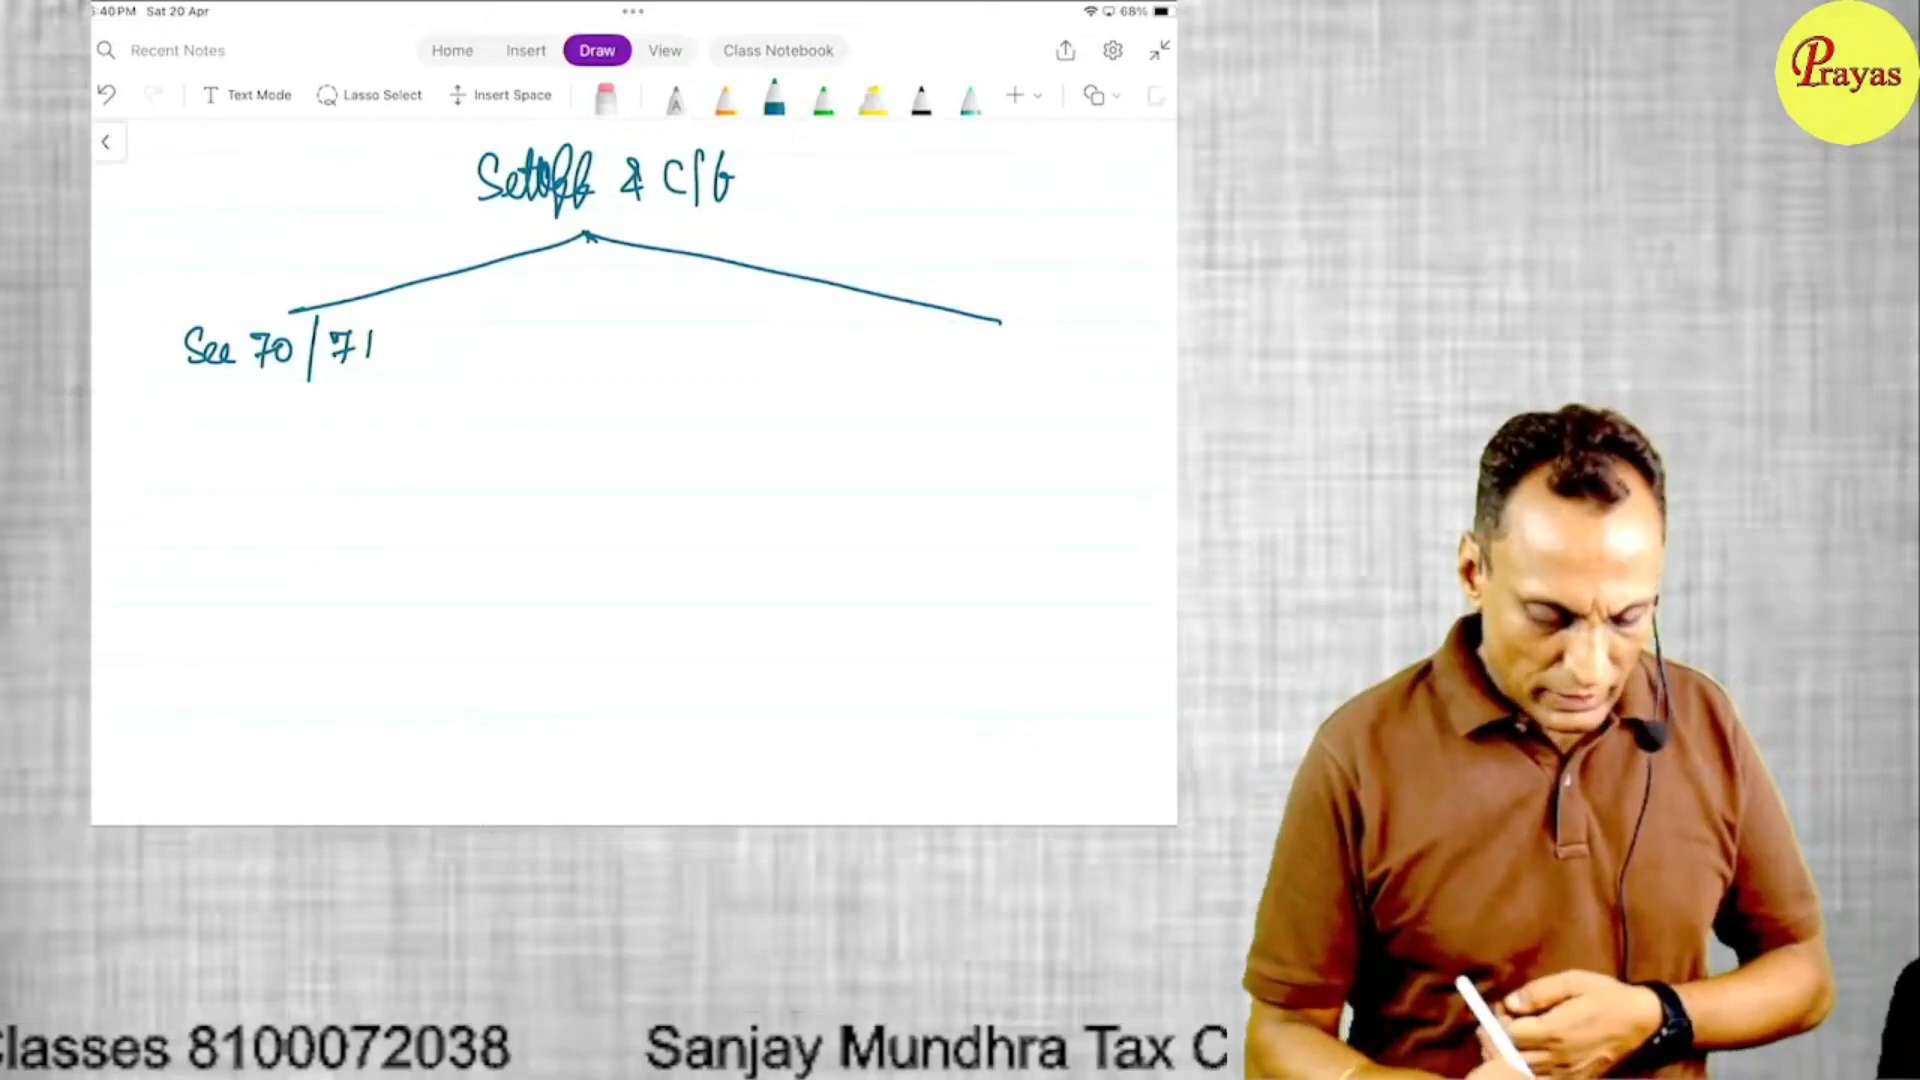 :40 PM Sat 20 Apr
68%
Recent Notes
Home Insert Draw View Class Notebook
Text Mode Lasso Select Insert Space
A
Setoff & C/f
Sec 70 / 71
Prayas
Classes 8100072038 Sanjay Mundhra Tax C